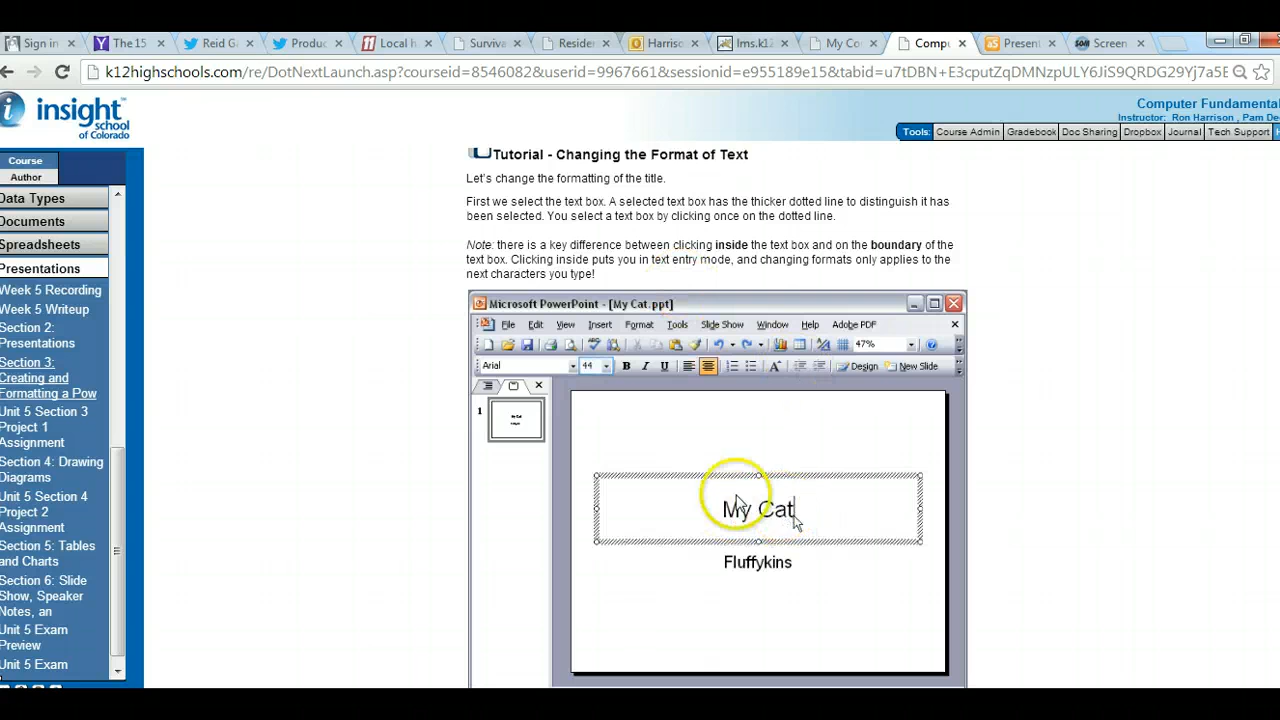 Sign in
The 15
Reid G
Produc
Local h
Surviva
Reside
Harriso
lms.k12
My Co
Compu
Present
Screen
k12highschools.com/re/DotNextLaunch.asp?courseid=8546082&userid=9967661&sessionid=e955189e15&tabid=u7tDBN+E3cputZqDMNzpULY6JiS9QRDG29Yj7a5E
insight
school
of Colorado
Computer Fundamenta
Instructor: Ron Harrison, Pam De
Tools: Course Admin Gradebook Doc Sharing Dropbox Journal Tech Support H
Course
Author
Data Types
Documents
Spreadsheets
Presentations
Week 5 Recording
Week 5 Writeup
Section 2:
Presentations
Section 3:
Creating and
Formatting a Pow
Unit 5 Section 3
Project 1
Assignment
Section 4: Drawing
Diagrams
Unit 5 Section 4
Project 2
Assignment
Section 5: Tables
and Charts
Section 6: Slide
Show, Speaker
Notes, an
Unit 5 Exam
Preview
Unit 5 Exam
Tutorial - Changing the Format of Text
Let's change the formatting of the title.
First we select the text box. A selected text box has the thicker dotted line to distinguish it has
been selected. You select a text box by clicking once on the dotted line.
Note: there is a key difference between clicking inside the text box and on the boundary of the
text box. Clicking inside puts you in text entry mode, and changing formats only applies to the
next characters you type!
Microsoft PowerPoint - [My Cat.ppt]
File Edit View Insert Format Tools Slide Show Window Help Adobe PDF
47%
Arial 44 B I U A Design New Slide
1
My Cat
Fluffykins